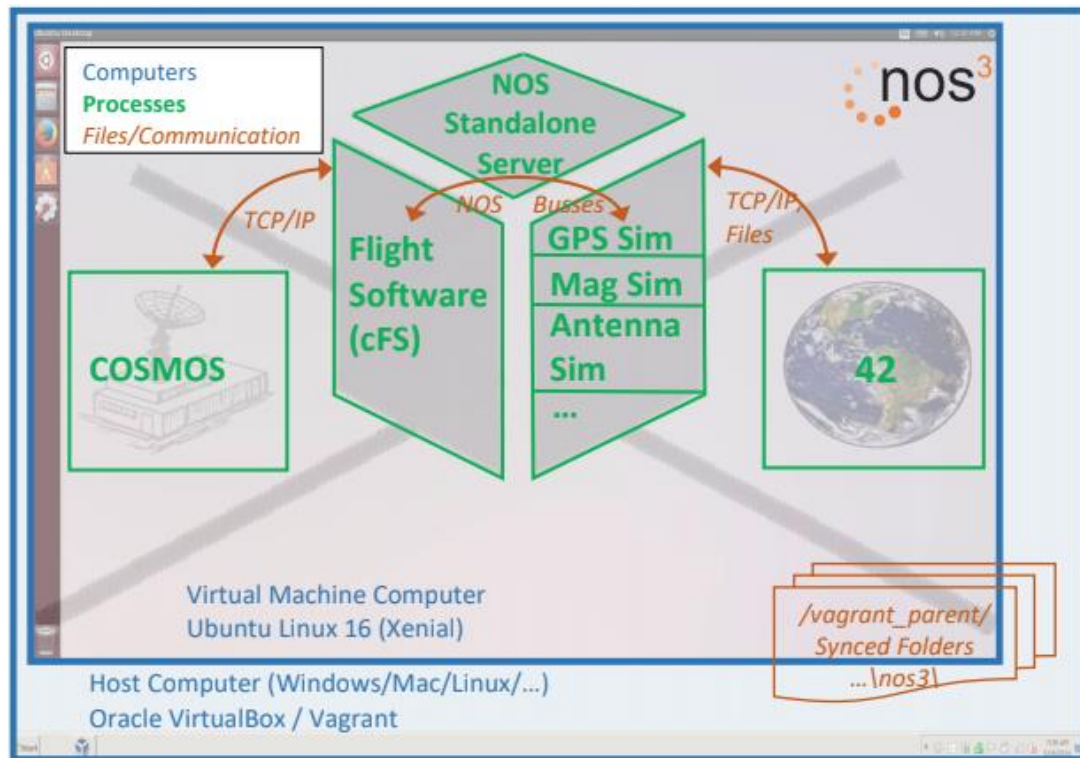 Ubuntu Desktop
Computers
Processes
Files/Communication
nos3
NOS
Standalone
Server
TCP/IP
NOS Busses
TCP/IP,
Files
Flight
Software
(cFS)
GPS Sim
Mag Sim
Antenna
Sim
...
COSMOS
42
Virtual Machine Computer
Ubuntu Linux 16 (Xenial)
/vagrant_parent/
Synced Folders
...\nos3\
Host Computer (Windows/Mac/Linux/...)
Oracle VirtualBox / Vagrant